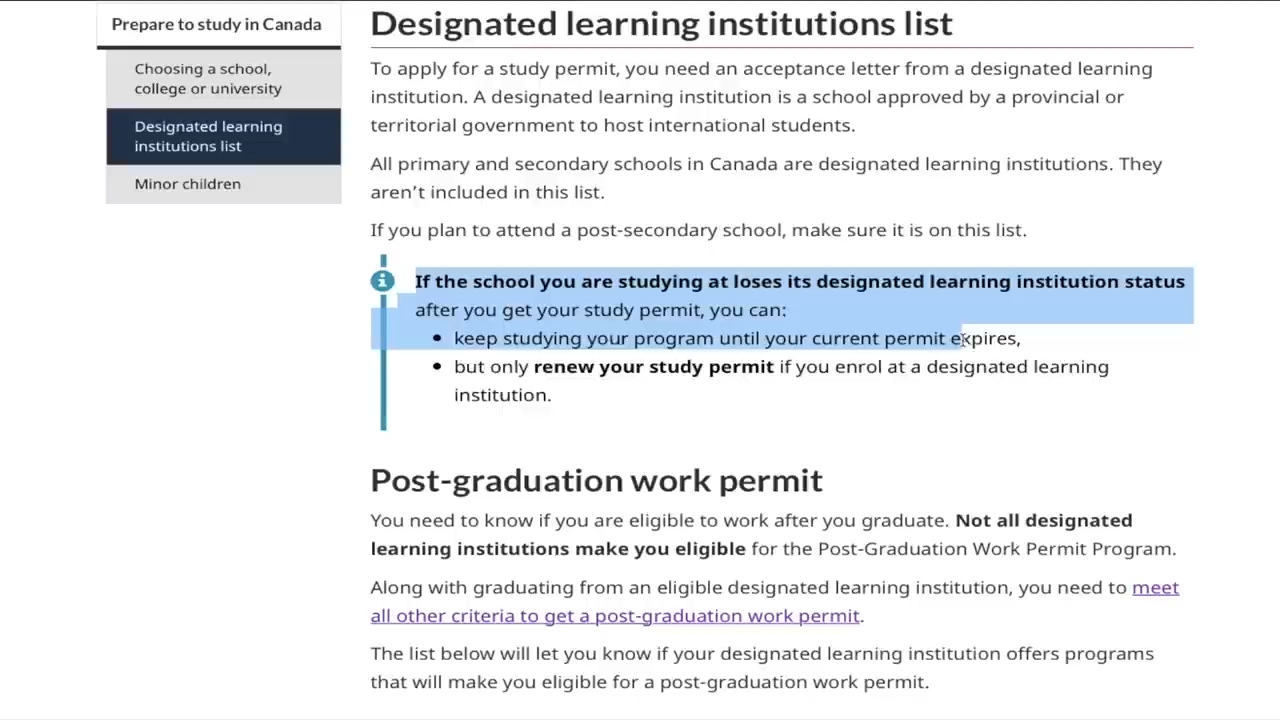 Prepare to study in Canada
Choosing a school,
college or university
Designated learning
institutions list
Minor children
Designated learning institutions list
To apply for a study permit, you need an acceptance letter from a designated learning
institution. A designated learning institution is a school approved by a provincial or
territorial government to host international students.
All primary and secondary schools in Canada are designated learning institutions. They
aren’t included in this list.
If you plan to attend a post-secondary school, make sure it is on this list.
If the school you are studying at loses its designated learning institution status
after you get your study permit, you can:
• keep studying your program until your current permit expires,
• but only renew your study permit if you enrol at a designated learning
institution.
Post-graduation work permit
You need to know if you are eligible to work after you graduate. Not all designated
learning institutions make you eligible for the Post-Graduation Work Permit Program.
Along with graduating from an eligible designated learning institution, you need to meet
all other criteria to get a post-graduation work permit.
The list below will let you know if your designated learning institution offers programs
that will make you eligible for a post-graduation work permit.